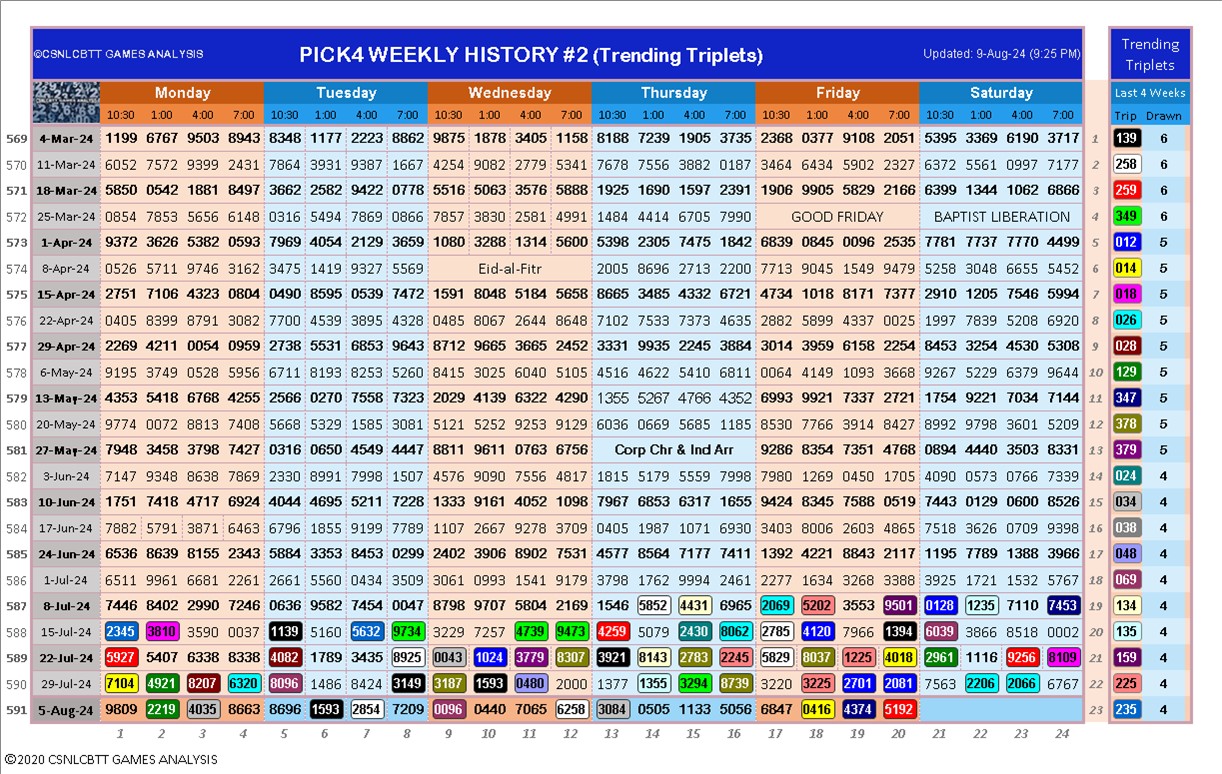 ©CSNLCBTT GAMES ANALYSIS PICK4 WEEKLY HISTORY #2 (Trending Triplets) Updated: 9-Aug-24 (9:25 PM) Trending Triplets
Monday Tuesday Wednesday Thursday Friday Saturday Last 4 Weeks
10:30 1:00 4:00 7:00 10:30 1:00 4:00 7:00 10:30 1:00 4:00 7:00 10:30 1:00 4:00 7:00 10:30 1:00 4:00 7:00 10:30 1:00 4:00 7:00 Trip Drawn
569 4-Mar-24 1199 6767 9503 8943 8348 1177 2223 8862 9875 1878 3405 1158 8188 7239 1905 3735 2368 0377 9108 2051 5395 3369 6190 3717 1 139 6
570 11-Mar-24 6052 7572 9399 2431 7864 3931 9387 1667 4254 9082 2779 5341 7678 7556 3880 0187 3464 6434 5902 2327 6372 5561 0997 7177 2 258 6
571 18-Mar-24 5850 0542 1881 8497 3662 2582 9422 0778 5516 5063 3576 5888 1925 1690 1597 2391 1906 9905 5829 2166 6399 1344 1062 6866 3 259 6
572 25-Mar-24 0854 7853 5656 6148 0316 5494 7869 0866 7857 3830 2581 4991 1484 4414 6705 7990 GOOD FRIDAY BAPTIST LIBERATION 4 349 6
573 1-Apr-24 9372 3626 5382 0593 7969 4054 2129 3659 1080 3288 1314 5600 5398 2305 7475 1842 6839 0845 0096 2535 7781 7737 7770 4499 5 012 5
574 8-Apr-24 0526 5711 9746 3162 3475 1419 9327 5569 Eid-al-Fitr 2005 8696 2713 2200 7713 9045 1549 9479 5258 3048 6655 5452 6 014 5
575 15-Apr-24 2751 7106 4323 0804 0490 8595 0539 7472 1591 8048 5184 5658 8665 3485 4332 6721 4734 1018 8171 7377 2910 1205 7546 5994 7 018 5
576 22-Apr-24 0405 8399 8791 3082 7700 4539 3895 4328 0485 8067 2644 8648 7102 7533 7373 4635 2882 5899 4337 0025 1997 7839 5208 6920 8 026 5
577 29-Apr-24 2269 4211 0054 0959 2738 5531 6853 9643 8712 9665 3665 2452 3331 9935 2245 3884 3014 3959 6158 2254 8453 3254 4530 5308 9 028 5
578 6-May-24 9195 3749 0528 5956 6711 8193 8253 5260 8415 3025 6040 5105 4516 4622 5410 6811 0064 4149 1093 3668 9267 5229 6379 9644 10 129 5
579 13-May-24 4353 5418 6768 4255 2566 0270 7558 7323 2029 4139 6322 4290 1355 5267 4766 4352 6993 9921 7337 2721 1754 9221 7034 7144 11 347 5
580 20-May-24 9774 0072 8813 7408 5668 5329 1585 3081 5121 5252 9253 9129 6036 0669 5685 1185 8530 7766 3914 8427 8992 9798 3601 5209 12 378 5
581 27-May-24 7948 3458 3798 7427 0316 0650 4549 4447 8811 9611 0763 6756 Corp Chr & Ind Arr 9286 8354 7351 4768 0894 4440 3503 8331 13 379 5
582 3-Jun-24 7147 9348 8638 7869 2330 8991 7998 1507 4576 9090 7556 4817 1815 5179 5559 7998 7980 1269 0450 1705 4090 0573 0766 7339 14 024 4
583 10-Jun-24 1751 7418 4717 6924 4044 4695 5211 7228 1333 9161 4052 1098 7967 6853 6317 1655 9424 8345 7588 0519 7443 0129 0600 8526 15 034 4
584 17-Jun-24 7882 5791 3871 6463 6796 1855 9199 7789 1107 2667 9278 3709 0405 1987 1071 6930 3403 8006 2603 4865 7518 3626 0709 9398 16 038 4
585 24-Jun-24 6536 8639 8155 2343 5884 3353 8453 0299 2402 3906 8902 7531 4577 8564 7177 7411 1392 4221 8843 2117 1195 7789 1388 3966 17 048 4
586 1-Jul-24 6511 9961 6681 2261 2661 5560 0434 3509 3061 0993 1541 9179 3798 1762 9994 2461 2277 1634 3268 3388 3925 1721 1532 5767 18 069 4
587 8-Jul-24 7446 8402 2990 7246 0636 9582 7454 0047 8798 9707 5804 2169 1546 5852 4431 6965 2069 5202 3553 9501 0128 1235 7110 7453 19 134 4
588 15-Jul-24 2345 3810 3590 0037 1139 5160 5632 9734 3229 7257 4739 9473 4259 5079 2430 8062 2785 4120 7966 1394 6039 3866 8518 0002 20 135 4
589 22-Jul-24 5927 5407 6338 3338 4082 1789 3435 8925 0043 1024 3779 8307 3921 8143 2783 2245 5829 8037 1225 4018 2961 1116 9256 8109 21 159 4
590 29-Jul-24 7104 4921 8207 6320 8096 1486 8424 3149 3187 1593 0480 2000 1377 1355 3294 8739 3220 3225 2701 2081 7563 2206 2066 6767 22 225 4
591 5-Aug-24 9809 2219 4035 8663 8696 1593 2854 7209 0096 0440 7065 6258 3084 0505 1133 5056 6847 0416 4374 5192 23 235 4
1 2 3 4 5 6 7 8 9 10 11 12 13 14 15 16 17 18 19 20 21 22 23 24
©2020 CSNLCBTT GAMES ANALYSIS